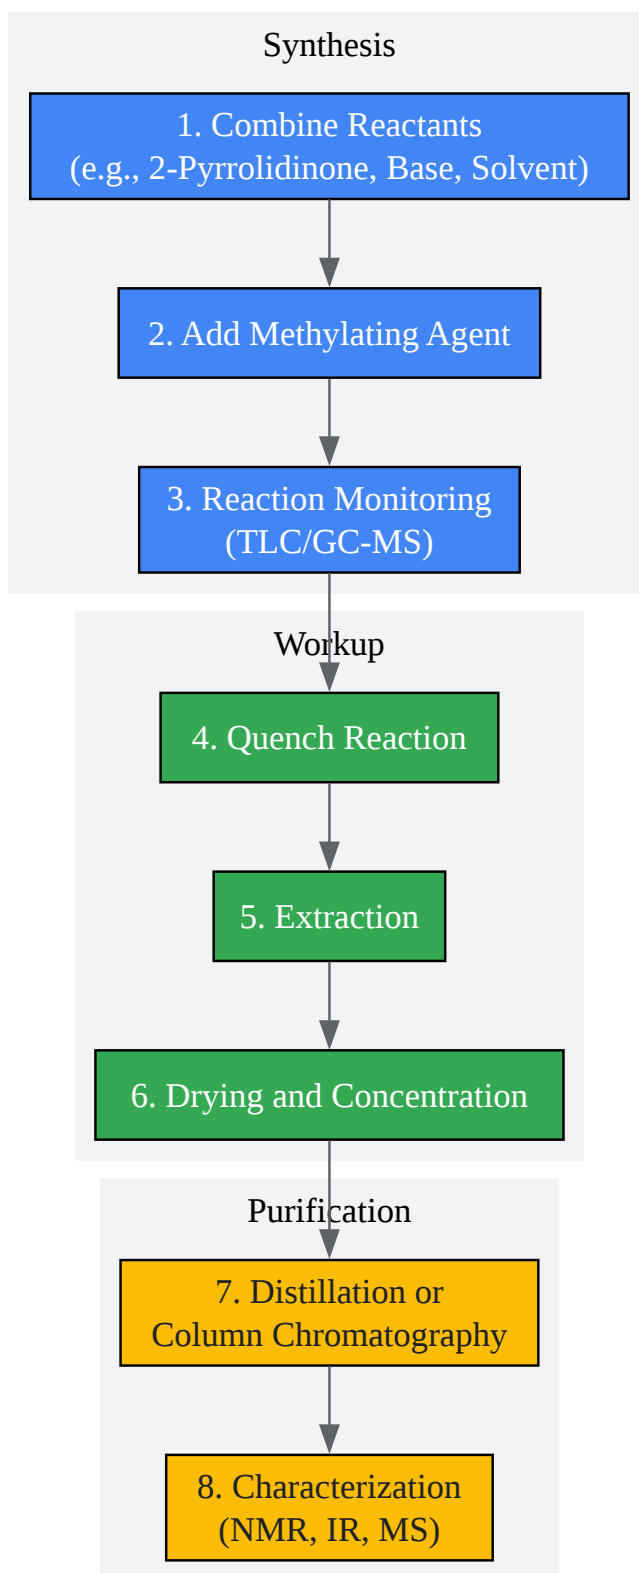 Synthesis
1. Combine Reactants
(e.g., 2-Pyrrolidinone, Base, Solvent)
2. Add Methylating Agent
3. Reaction Monitoring
(TLC/GC-MS)
Workup
4. Quench Reaction
5. Extraction
6. Drying and Concentration
Purification
7. Distillation or
Column Chromatography
8. Characterization
(NMR, IR, MS)